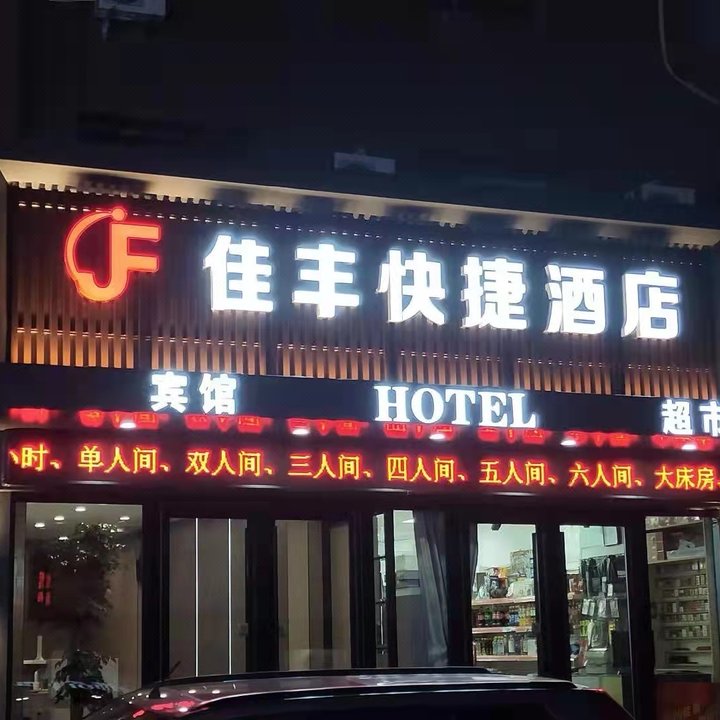 JF 佳丰快捷酒店
宾馆 HOTEL 超市
小时、单人间、双人间、三人间、四人间、五人间、六人间、大床房、